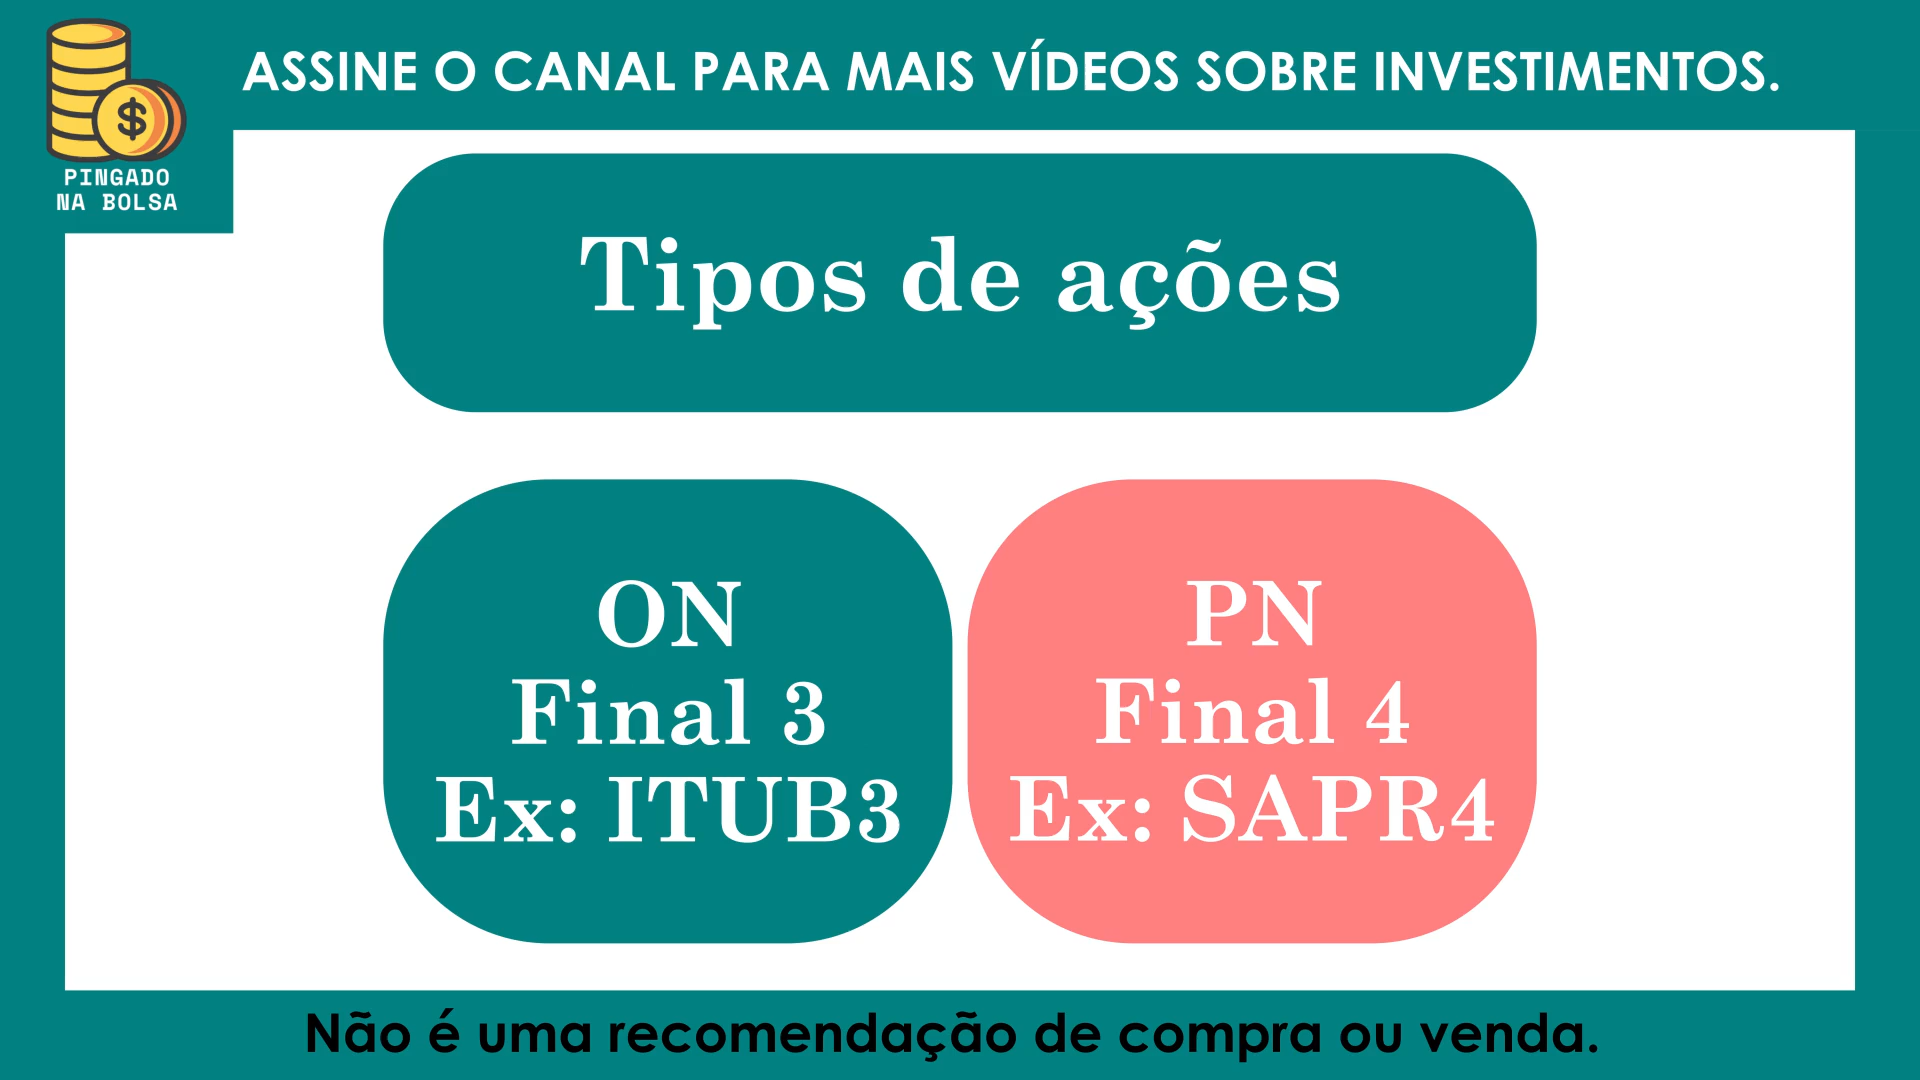 ASSINE O CANAL PARA MAIS VÍDEOS SOBRE INVESTIMENTOS.
$
PINGADO
NA BOLSA
Tipos de ações
ON
Final 3
Ex: ITUB3
PN
Final 4
Ex: SAPR4
Não é uma recomendação de compra ou venda.